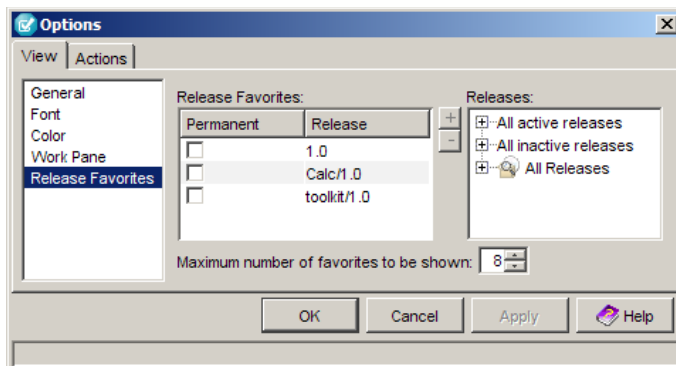 Options
View Actions
General
Font
Color
Work Pane
Release Favorites
Release Favorites:
Permanent Release
1.0
Calc/1.0
toolkit/1.0
+
-
Releases:
All active releases
All inactive releases
All Releases
Maximum number of favorites to be shown: 8
OK Cancel Apply Help